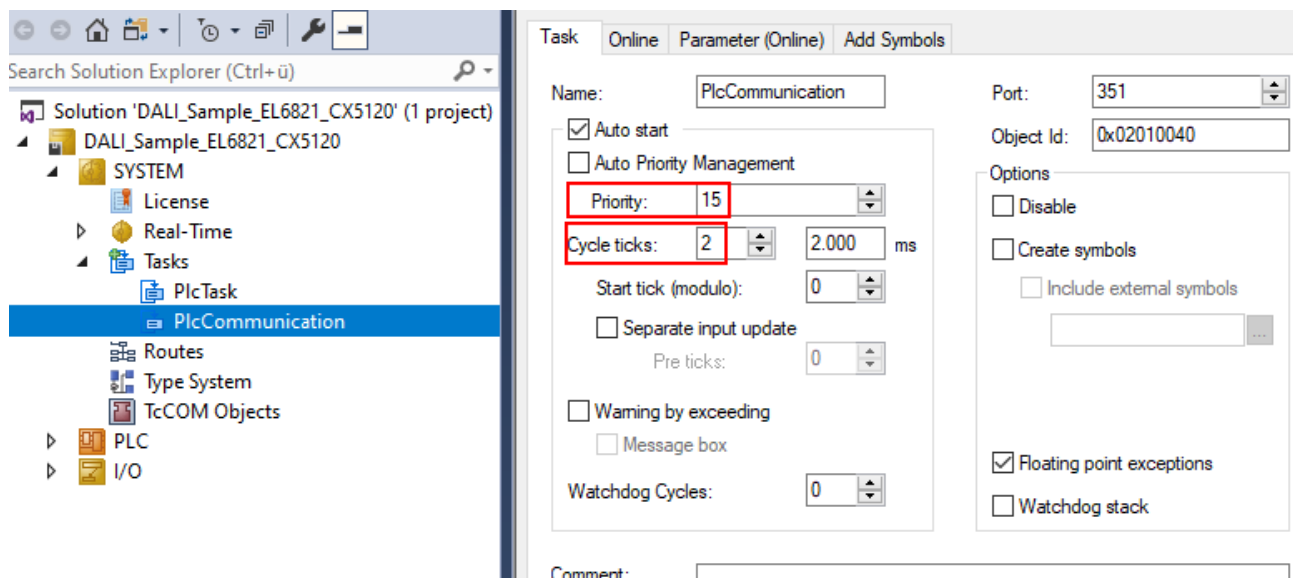 Search Solution Explorer (Ctrl+ü)
Solution 'DALI_Sample_EL6821_CX5120' (1 project)
DALI_Sample_EL6821_CX5120
SYSTEM
License
Real-Time
Tasks
PlcTask
PlcCommunication
Routes
Type System
TcCOM Objects
PLC
I/O
Task Online Parameter (Online) Add Symbols
Name: PlcCommunication
Auto start
Auto Priority Management
Priority: 15
Cycle ticks: 2 2.000 ms
Start tick (modulo): 0
Separate input update
Pre ticks: 0
Warning by exceeding
Message box
Watchdog Cycles: 0
Comment:
Port: 351
Object Id: 0x02010040
Options
Disable
Create symbols
Include external symbols
...
Floating point exceptions
Watchdog stack